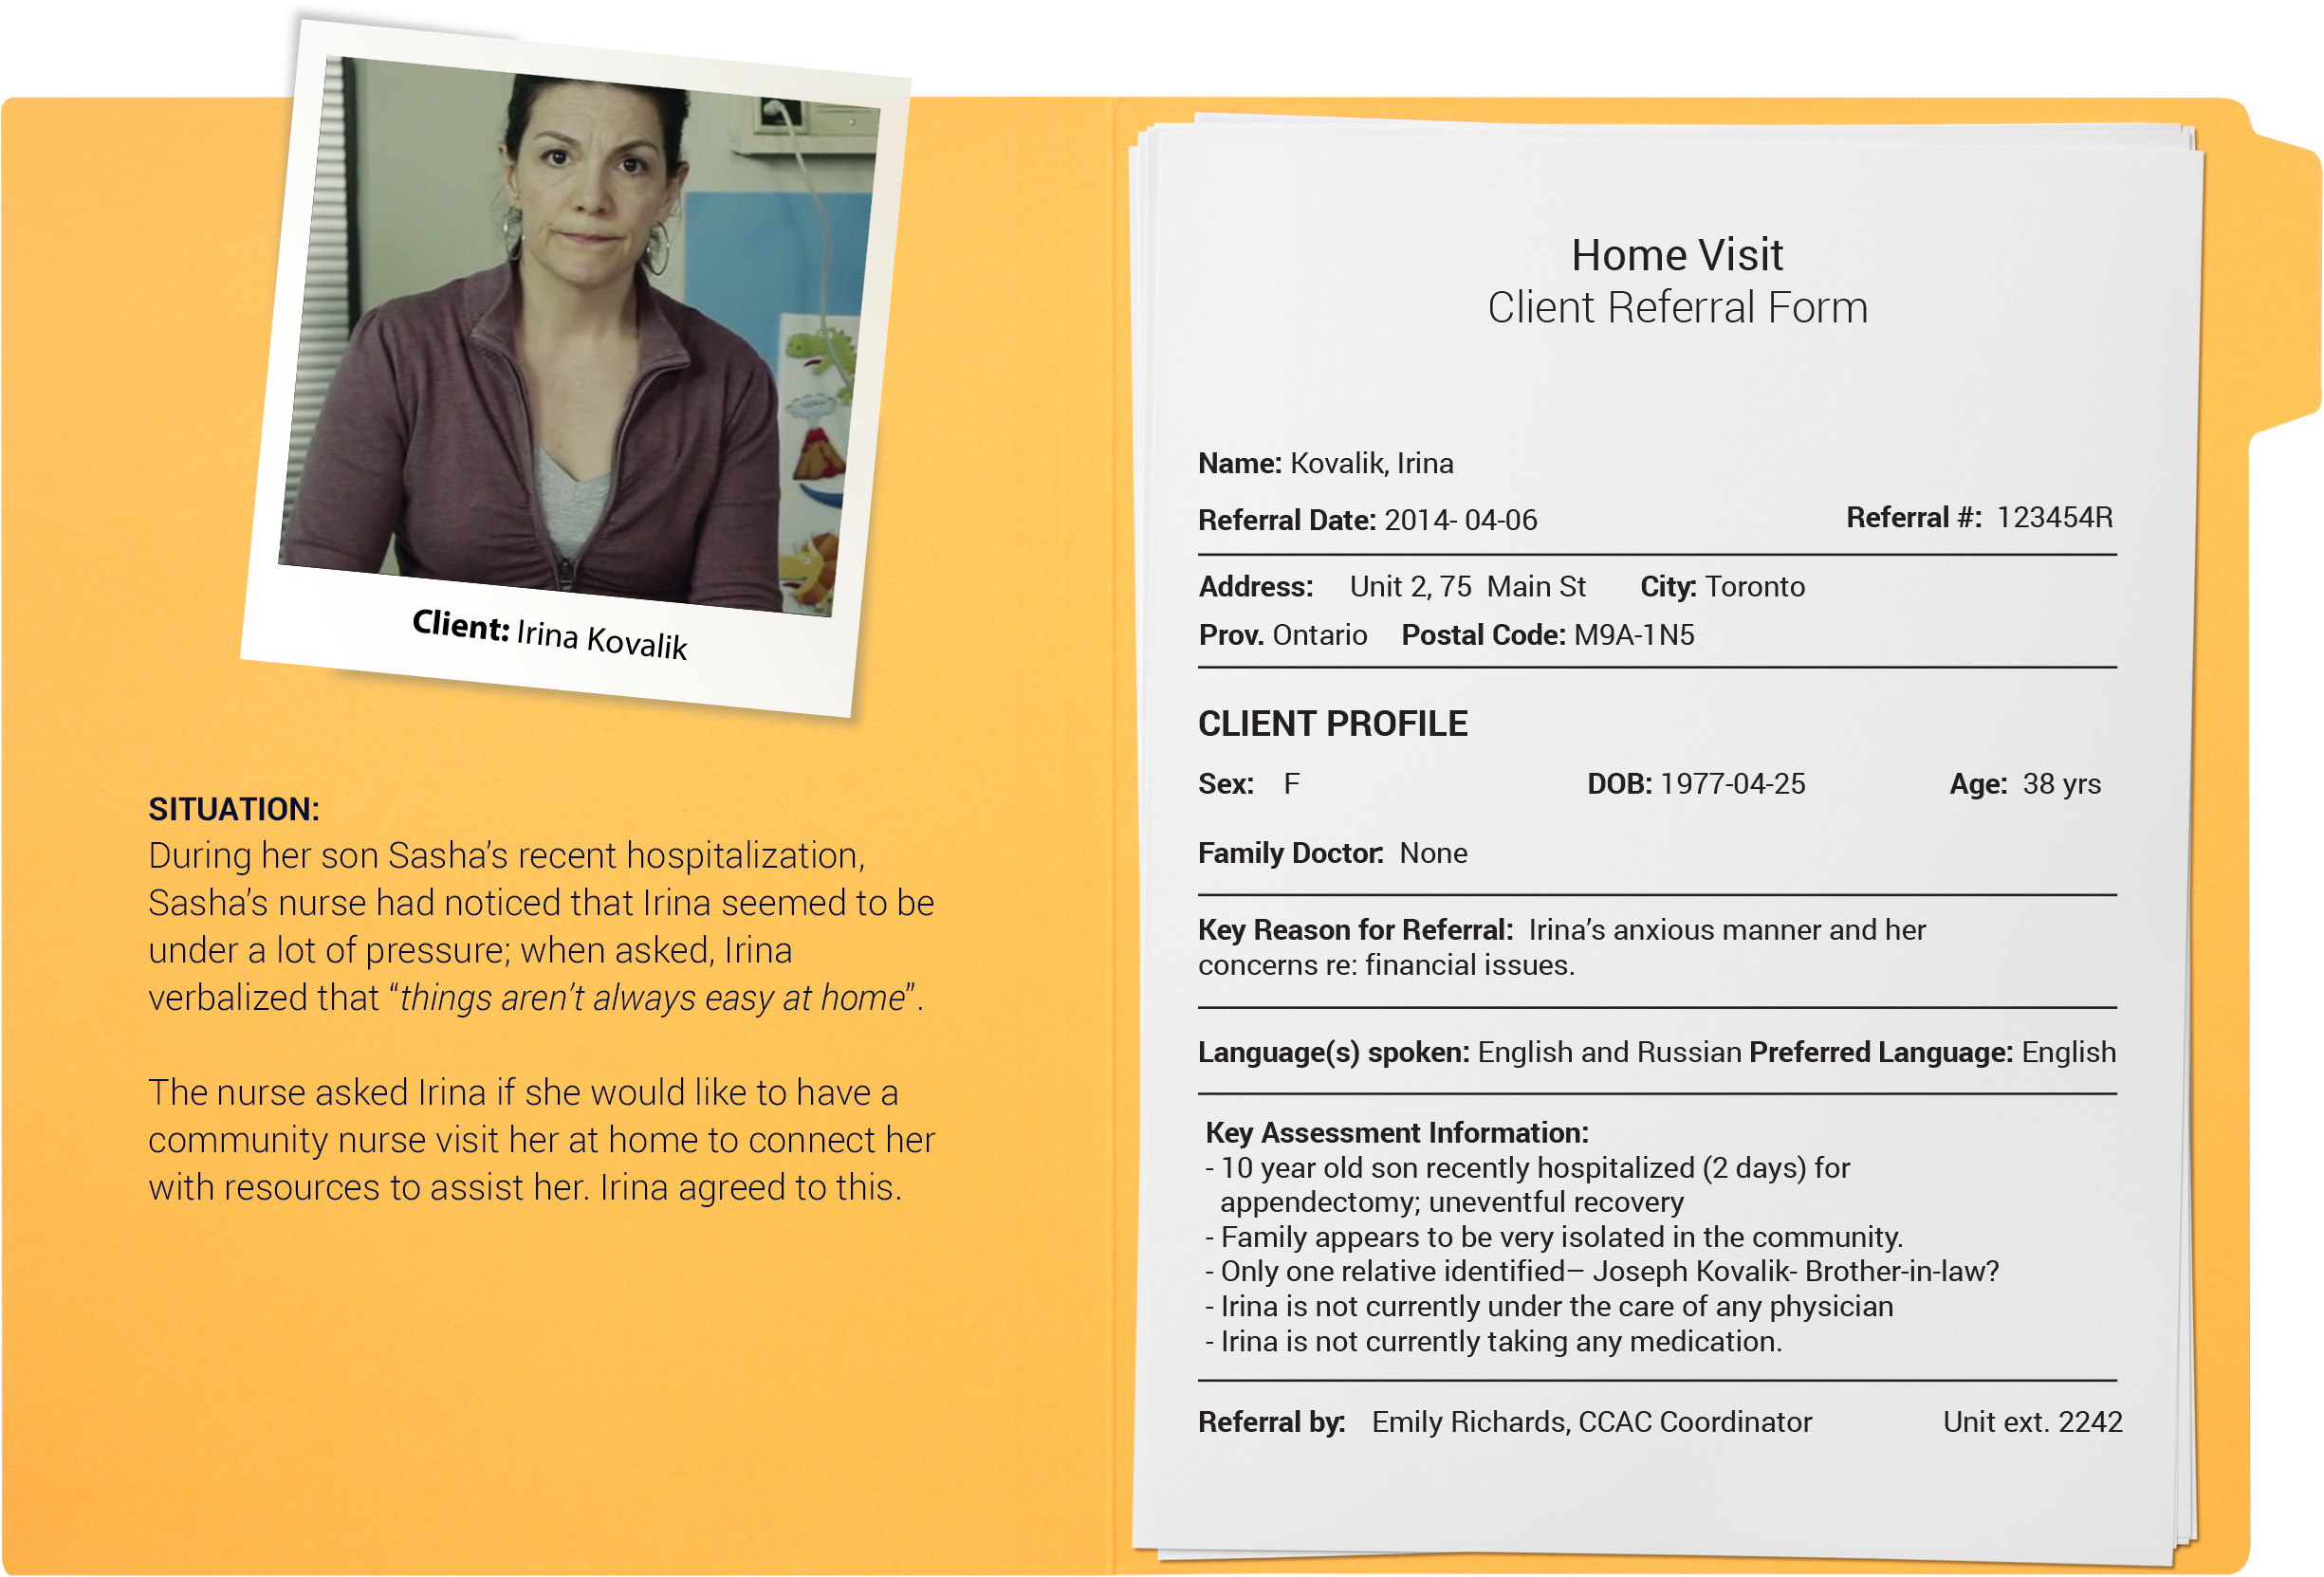 Client: Irina Kovalik
SITUATION:
During her son Sasha’s recent hospitalization,
Sasha’s nurse had noticed that Irina seemed to be
under a lot of pressure; when asked, Irina
verbalized that “things aren’t always easy at home”.
The nurse asked Irina if she would like to have a
community nurse visit her at home to connect her
with resources to assist her. Irina agreed to this.
Home Visit
Client Referral Form
Name: Kovalik, Irina
Referral Date: 2014- 04-06 Referral #: 123454R
Address: Unit 2, 75 Main St City: Toronto
Prov. Ontario Postal Code: M9A-1N5
CLIENT PROFILE
Sex: F DOB: 1977-04-25 Age: 38 yrs
Family Doctor: None
Key Reason for Referral: Irina’s anxious manner and her
concerns re: financial issues.
Language(s) spoken: English and Russian Preferred Language: English
Key Assessment Information:
- 10 year old son recently hospitalized (2 days) for
appendectomy; uneventful recovery
- Family appears to be very isolated in the community.
- Only one relative identified– Joseph Kovalik- Brother-in-law?
- Irina is not currently under the care of any physician
- Irina is not currently taking any medication.
Referral by: Emily Richards, CCAC Coordinator Unit ext. 2242